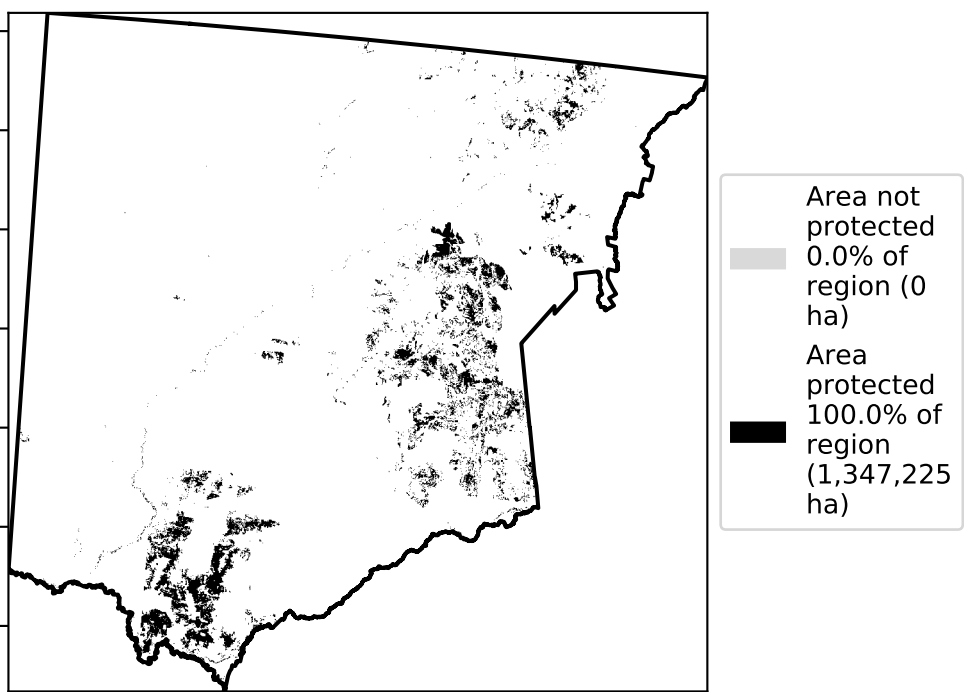 Area not
protected
0.0% of
region (0
ha)
Area
protected
100.0% of
region
(1,347,225
ha)